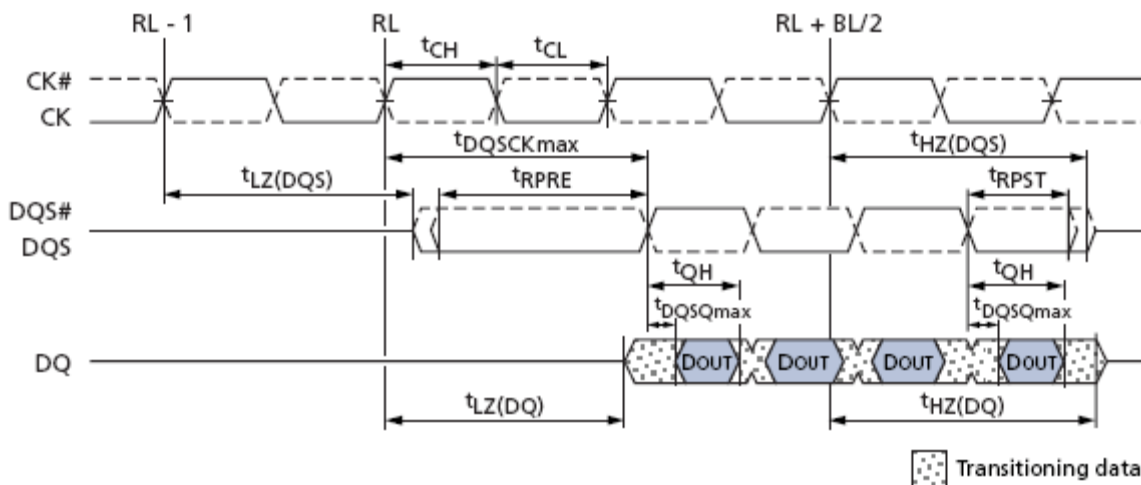 RL - 1 RL RL + BL/2
tCH tCL
CK#
CK
tDQSCKmax tHZ(DQS)
tLZ(DQS) tRPRE tRPST
DQS#
DQS
tQH tQH
tDQSQmax tDQSQmax
DQ DOUT DOUT DOUT DOUT
tLZ(DQ) tHZ(DQ)
Transitioning data